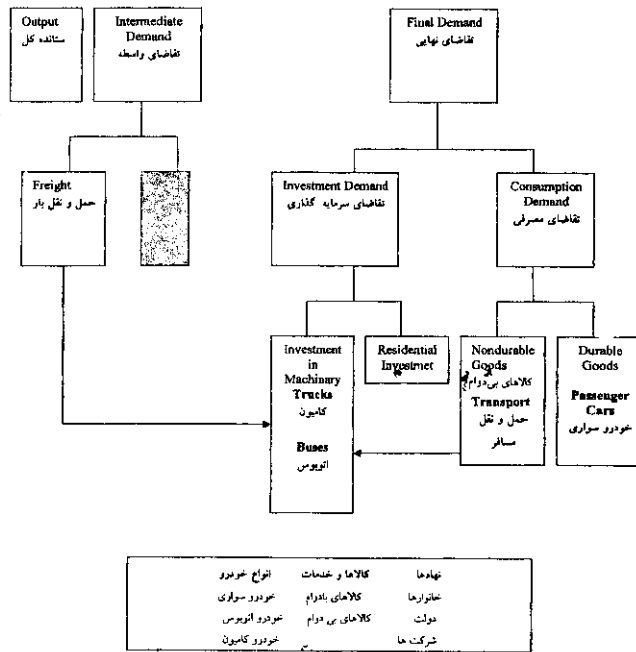 Output
ستانده کل
Intermediate
Demand
تقاضای واسطه
Final Demand
تقاضای نهایی
Freight
حمل و نقل بار
Investment Demand
تقاضای سرمایه گذاری
Consumption
Demand
تقاضای مصرفی
Investment
in
Machinary
Trucks
کامیون
Buses
اتوبوس
Residential
Investmet
Nondurable
Goods
کالاهای بی‌دوام
Transport
حمل و نقل
مسافر
Durable
Goods
Passenger
Cars
خودرو سواری
نهادها کالاها و خدمات انواع خودرو
خانوارها کالاهای بادوام خودرو سواری
دولت کالاهای بی دوام خودرو اتوبوس
شرکت ها خودرو کامیون